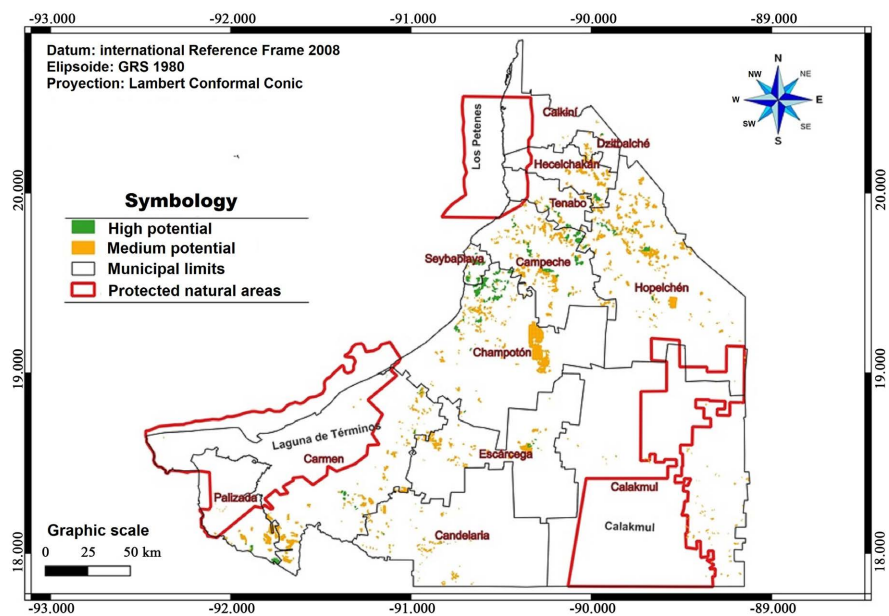 -93.000 -92.000 -91.000 -90.000 -89.000
Datum: international Reference Frame 2008
Elipsoide: GRS 1980
Proyection: Lambert Conformal Conic
N
NW NE
W E
SW SE
S
Calkiní
Los Petenes
Dzitbalché
Hecelchakán
20.000 20.000
Symbology
Tenabo
High potential
Medium potential
Municipal limits
Protected natural areas
Seybaplaya
Campeche
Hopelchén
Champotón
19.000 19.000
Laguna de Términos
Carmen
Escárcega
Palizada
Calakmul
Calakmul
Candelaria
Graphic scale
0 25 50 km
18.000 18.000
-93.000 -92.000 -91.000 -90.000 -89.000